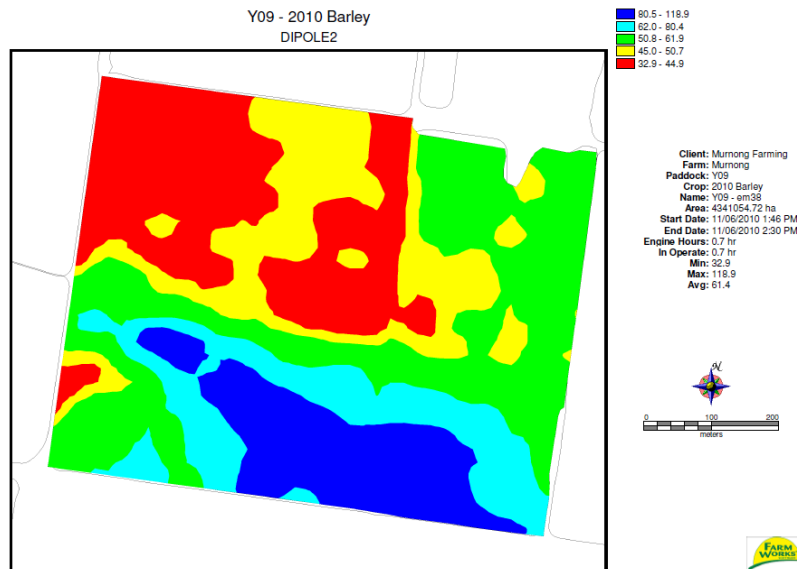 Y09 - 2010 Barley
DIPOLE2
80.5 - 118.9
62.0 - 80.4
50.8 - 61.9
45.0 - 50.7
32.9 - 44.9
Client: Murnong Farming
Farm: Murnong
Paddock: Y09
Crop: 2010 Barley
Name: Y09 - em38
Area: 4341054.72 ha
Start Date: 11/06/2010 1:46 PM
End Date: 11/06/2010 2:30 PM
Engine Hours: 0.7 hr
In Operate: 0.7 hr
Min: 32.9
Max: 118.9
Avg: 61.4
N
0 100 200
meters
FARM
WORKS